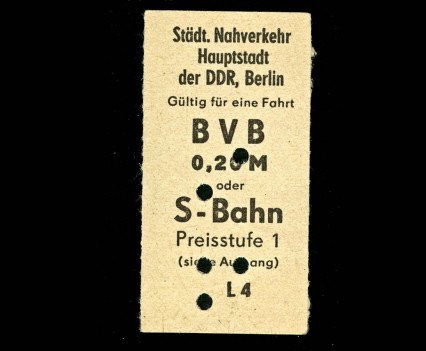 Städt. Nahverkehr
Hauptstadt
der DDR, Berlin
Gültig für eine Fahrt
BVB
0,20 M
oder
S-Bahn
Preisstufe 1
(siehe Aushang)
L 4